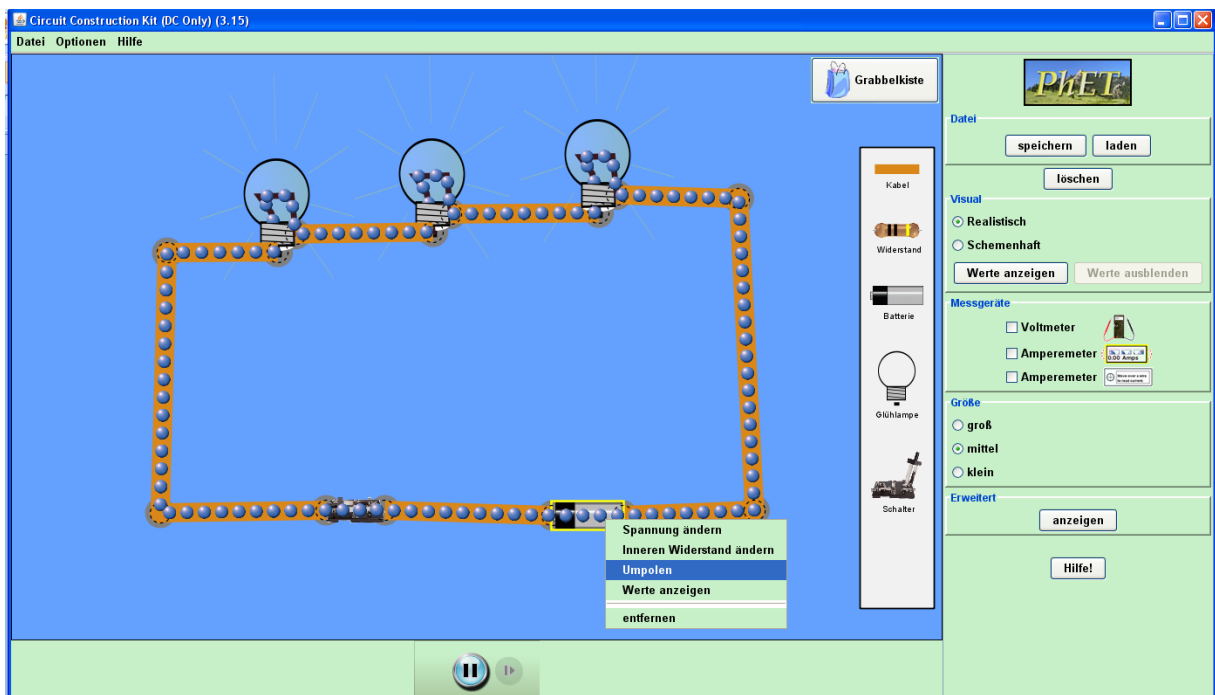 Circuit Construction Kit (DC Only) (3.15)
Datei Optionen Hilfe
Grabbelkiste
Kabel
Widerstand
Batterie
Glühlampe
Schalter
Spannung ändern
Inneren Widerstand ändern
Umpolen
Werte anzeigen
entfernen
PhET
Datei
speichern laden
löschen
Visual
Realistisch
Schemenhaft
Werte anzeigen Werte ausblenden
Messgeräte
Voltmeter
Amperemeter
0.00 Amps
Amperemeter
Größe
groß
mittel
klein
Erweitert
anzeigen
Hilfe!